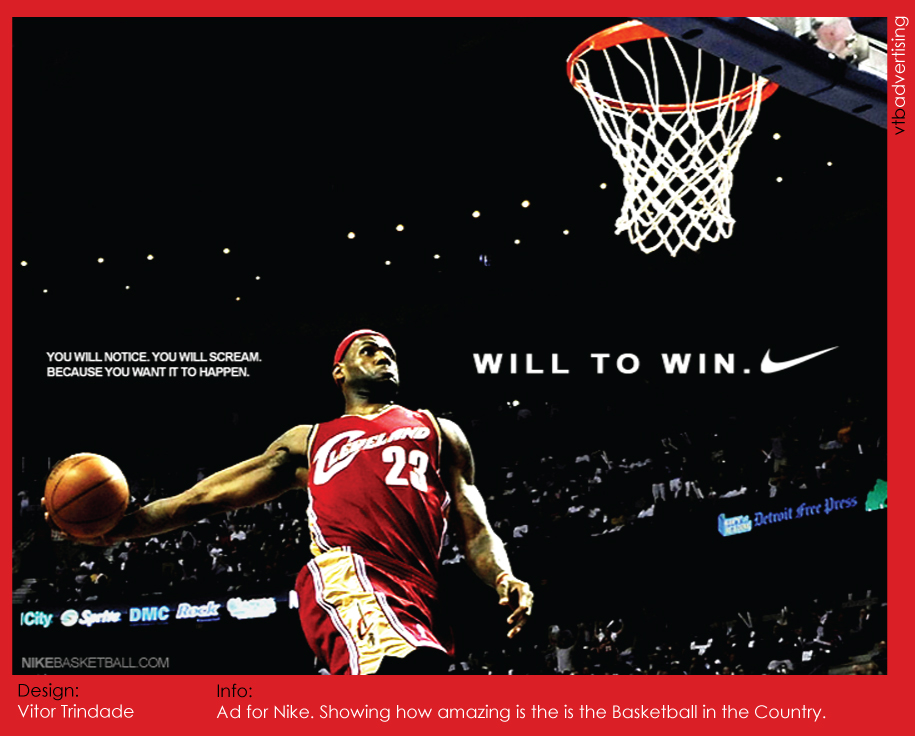 vtbadvertising
YOU WILL NOTICE. YOU WILL SCREAM.
BECAUSE YOU WANT IT TO HAPPEN.
WILL TO WIN.
CLEVELAND
23
Detroit Free Press
City
Sprite
DMC
Rock
NIKEBASKETBALL.COM
Design:
Vitor Trindade
Info:
Ad for Nike. Showing how amazing is the is the Basketball in the Country.